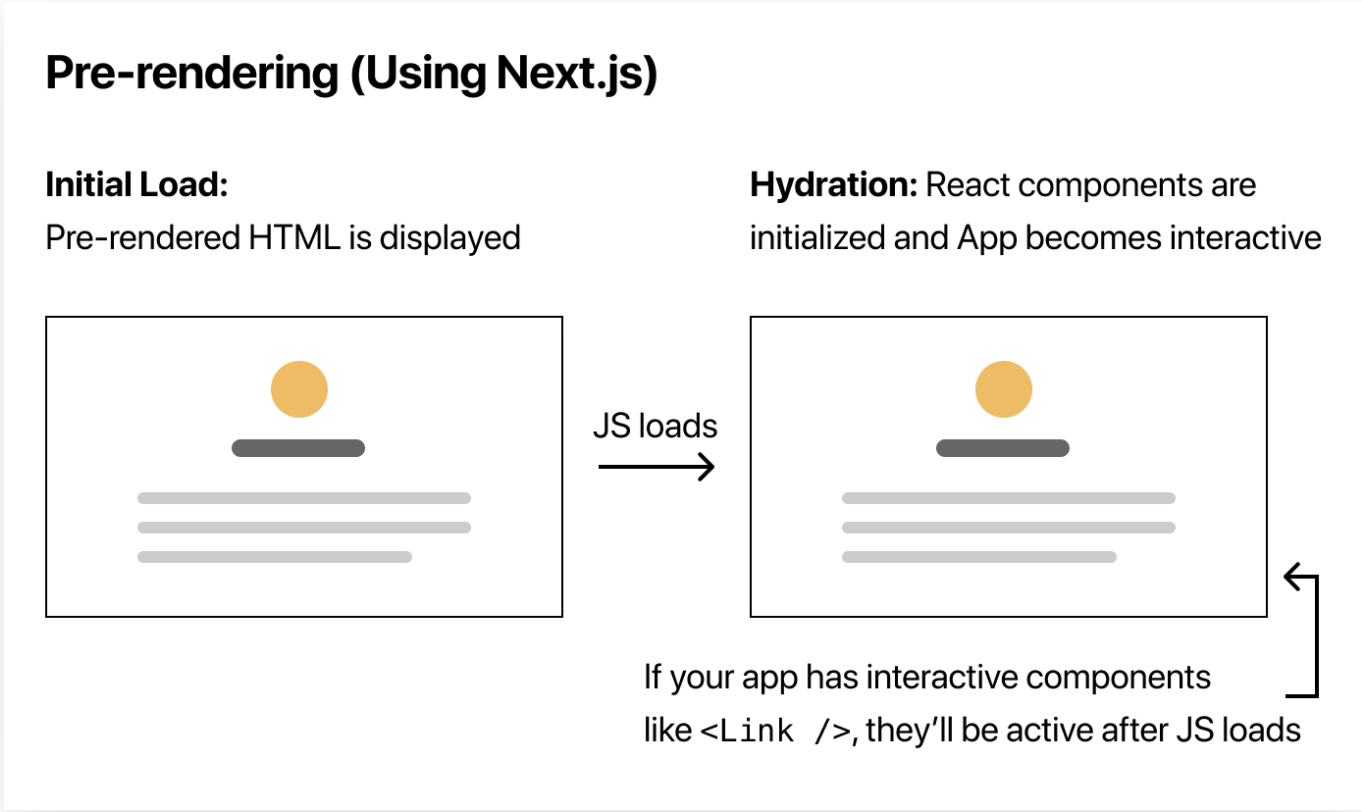 Pre-rendering (Using Next.js)
Initial Load:
Pre-rendered HTML is displayed
Hydration: React components are
initialized and App becomes interactive
JS loads
If your app has interactive components
like <Link />, they’ll be active after JS loads